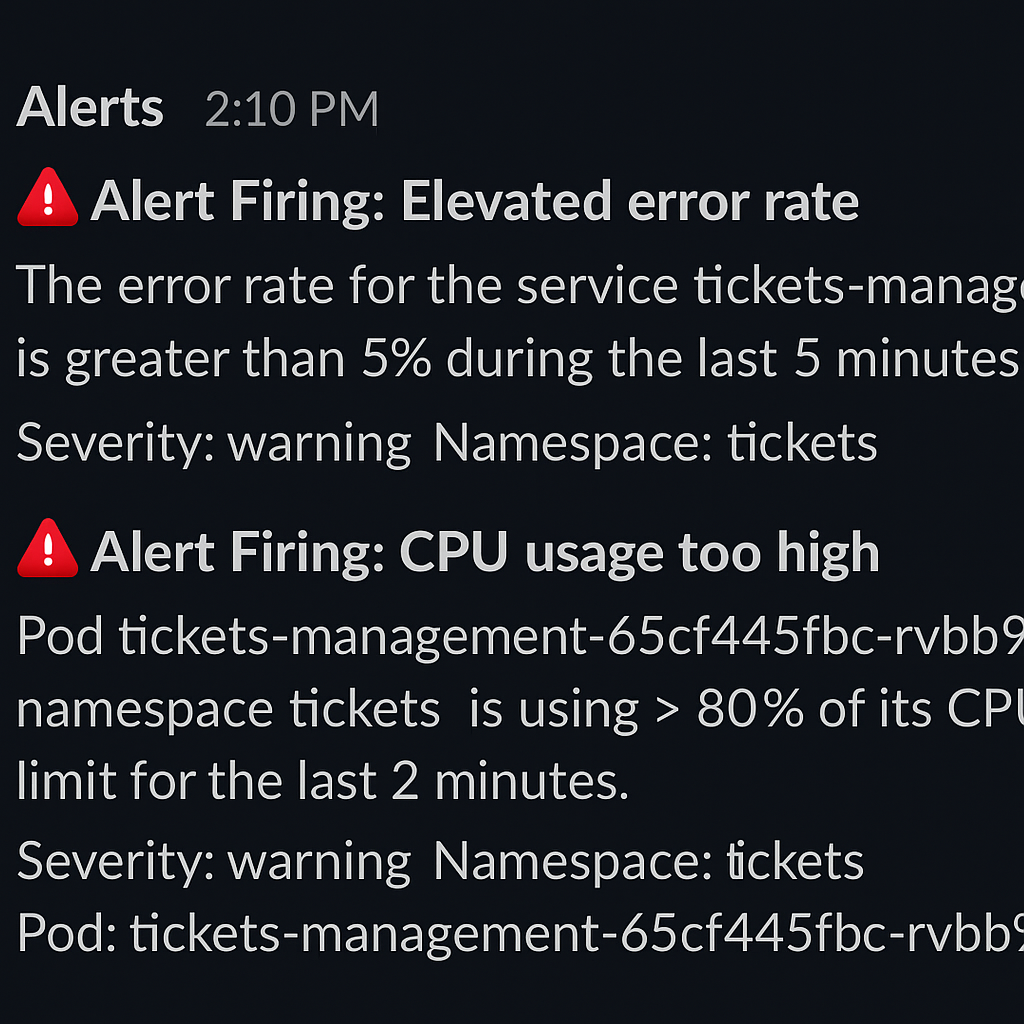 Alerts 2:10 PM
Alert Firing: Elevated error rate
The error rate for the service tickets-manage
is greater than 5% during the last 5 minutes
Severity: warning Namespace: tickets
Alert Firing: CPU usage too high
Pod tickets-management-65cf445fbc-rvbb9
namespace tickets is using > 80% of its CPU
limit for the last 2 minutes.
Severity: warning Namespace: tickets
Pod: tickets-management-65cf445fbc-rvbb9